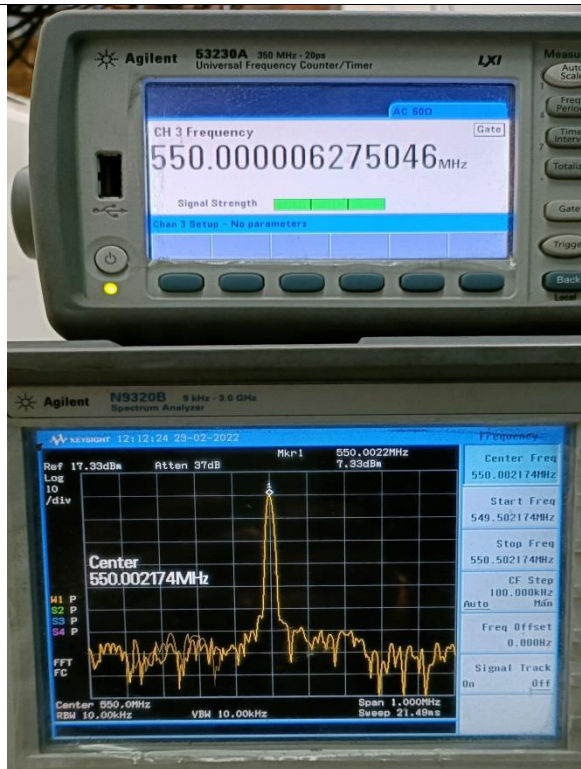 Agilent 53230A 350 MHz - 20ps
Universal Frequency Counter/Timer
LXI
Measure
AC 50Ω
CH 3 Frequency
Gate
550.000006275046 MHz
Signal Strength
Chan 3 Setup - No parameters
Auto
Scale
Freq
Period
Time
Interval
Totalize
Gate
Trigger
Back
Local
Agilent N9320B 9 kHz - 3.0 GHz
Spectrum Analyzer
KEYSIGHT 12:12:24 23-02-2022
Frequency
Mkr1 550.0022MHz
Ref 17.33dBm Atten 37dB 7.33dBm
Log
10
/div
1
Center
550.002174MHz
W1 P
S2 P
S3 P
S4 P
FFT
FC
Center 550.0MHz Span 1.000MHz
RBW 10.00kHz VBW 10.00kHz Sweep 21.49ms
Center Freq
550.002174MHz
Start Freq
549.502174MHz
Stop Freq
550.502174MHz
CF Step
100.000kHz
Auto Man
Freq Offset
0.000Hz
Signal Track
On Off